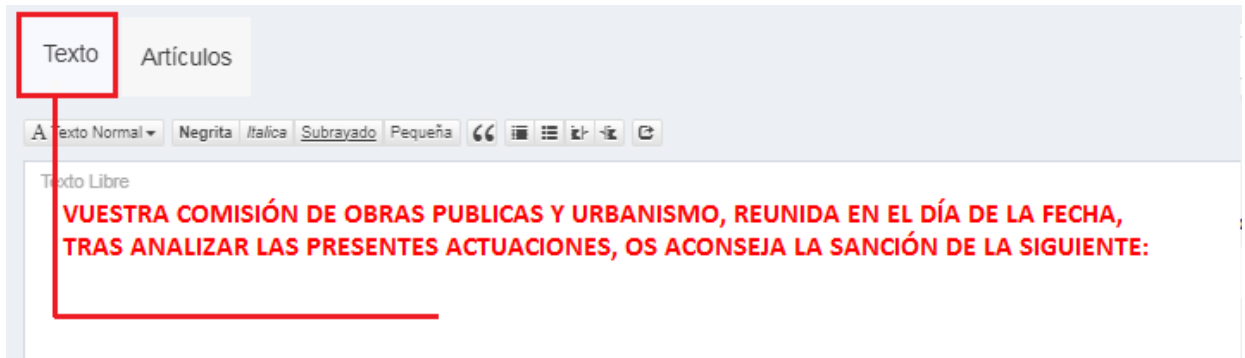 Texto Artículos
A Texto Normal Negrita Italica Subrayado Pequeña
Texto Libre
VUESTRA COMISIÓN DE OBRAS PUBLICAS Y URBANISMO, REUNIDA EN EL DÍA DE LA FECHA,
TRAS ANALIZAR LAS PRESENTES ACTUACIONES, OS ACONSEJA LA SANCIÓN DE LA SIGUIENTE: